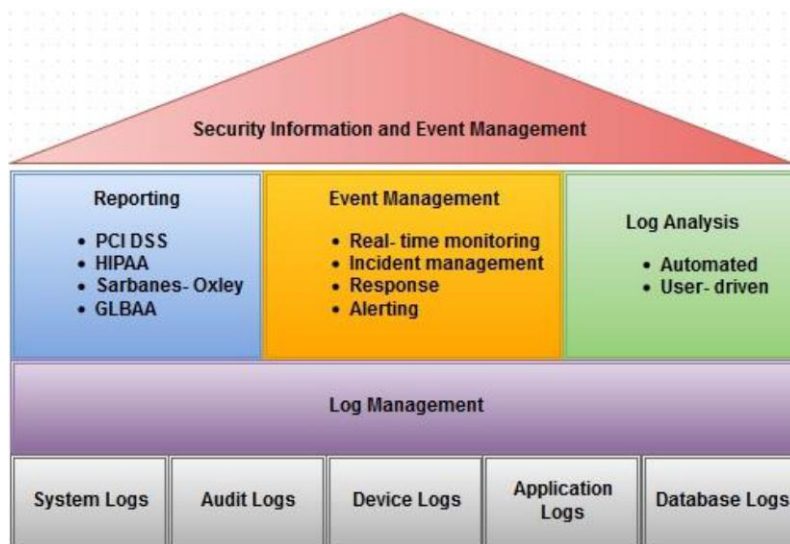 Security Information and Event Management
Reporting
• PCI DSS
• HIPAA
• Sarbanes- Oxley
• GLBAA
Event Management
• Real- time monitoring
• Incident management
• Response
• Alerting
Log Analysis
• Automated
• User- driven
Log Management
System Logs
Audit Logs
Device Logs
Application
Logs
Database Logs